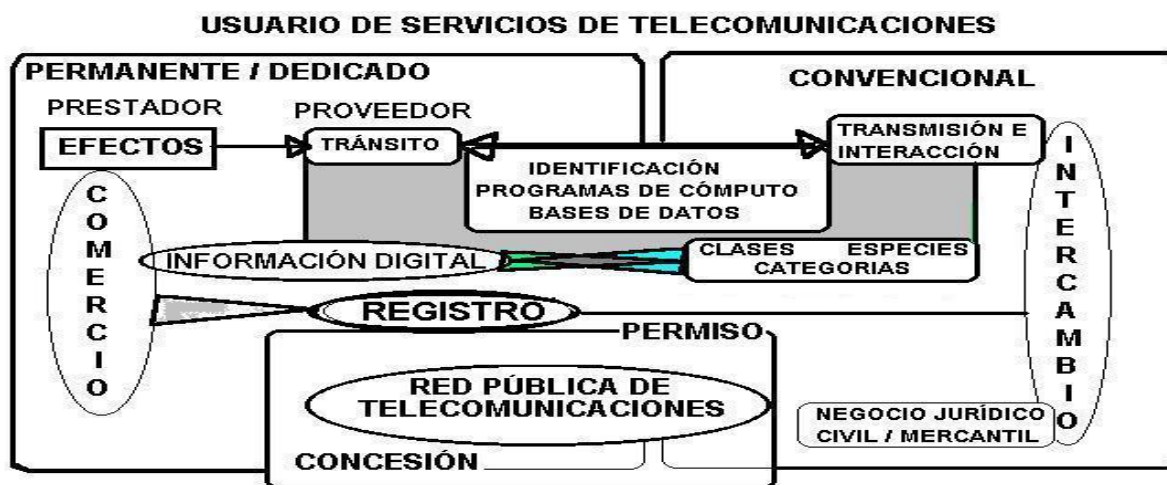 USUARIO DE SERVICIOS DE TELECOMUNICACIONES
PERMANENTE / DEDICADO
CONVENCIONAL
PRESTADOR
PROVEEDOR
EFECTOS
TRÁNSITO
TRANSMISIÓN E
INTERACCIÓN
IDENTIFICACIÓN
PROGRAMAS DE CÓMPUTO
BASES DE DATOS
COMERCIO
INTERCAMBIO
INFORMACIÓN DIGITAL
CLASES ESPECIES
CATEGORIAS
REGISTRO
PERMISO
RED PÚBLICA DE
TELECOMUNICACIONES
CONCESIÓN
NEGOCIO JURÍDICO
CIVIL / MERCANTIL